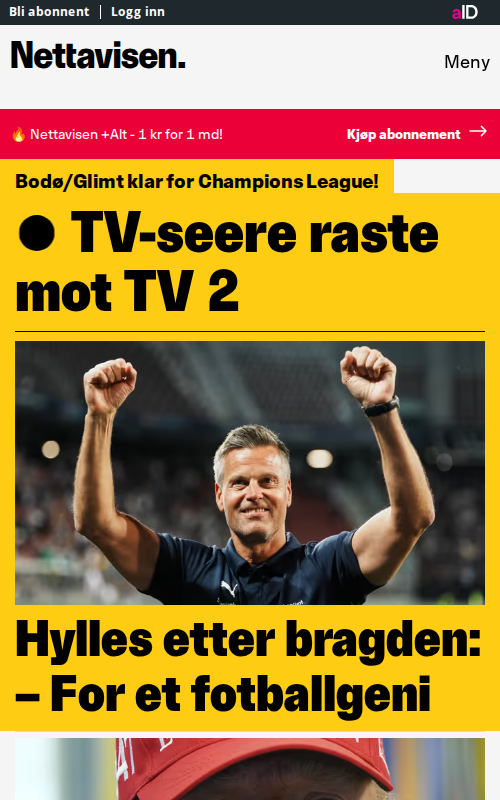 Bli abonnent | Logg inn
aID
Nettavisen.
Meny
🔥 Nettavisen +Alt - 1 kr for 1 md!
Kjøp abonnement →
Bodø/Glimt klar for Champions League!
● TV-seere raste
mot TV 2
Hylles etter bragden:
– For et fotballgeni